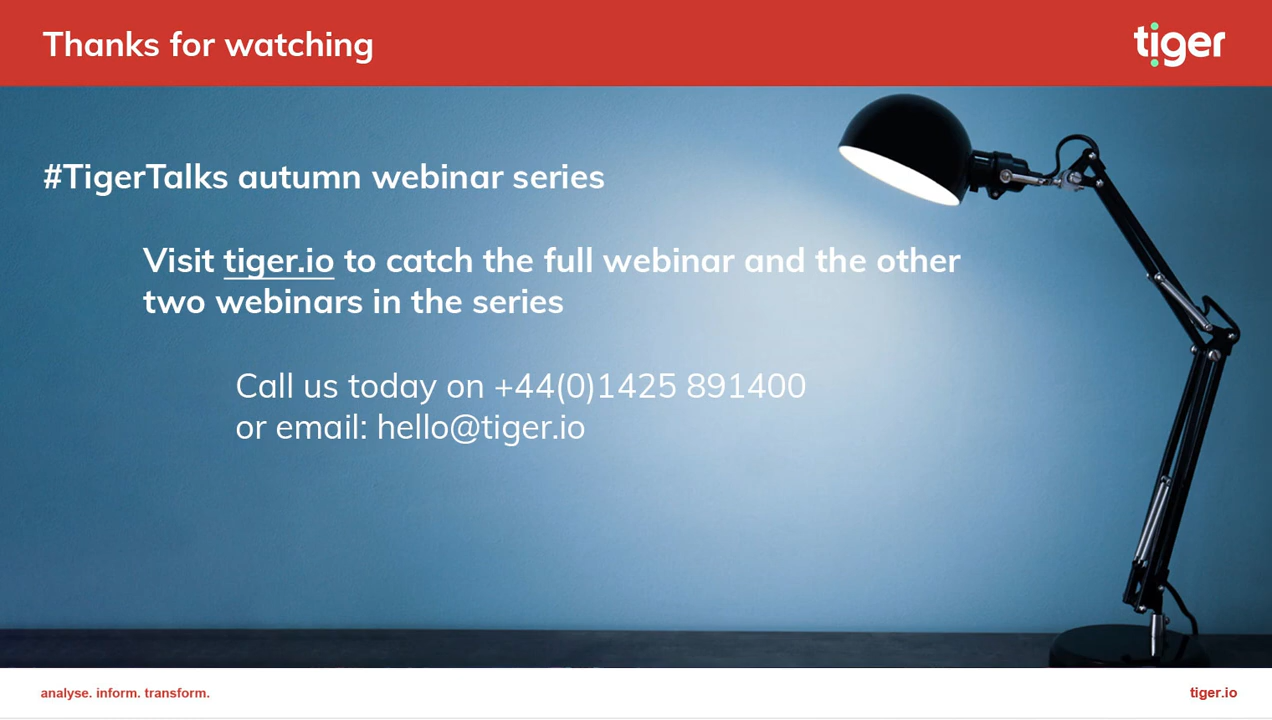 Thanks for watching
tiger
#TigerTalks autumn webinar series
Visit tiger.io to catch the full webinar and the other
two webinars in the series
Call us today on +44(0)1425 891400
or email: hello@tiger.io
analyse. inform. transform.
tiger.io